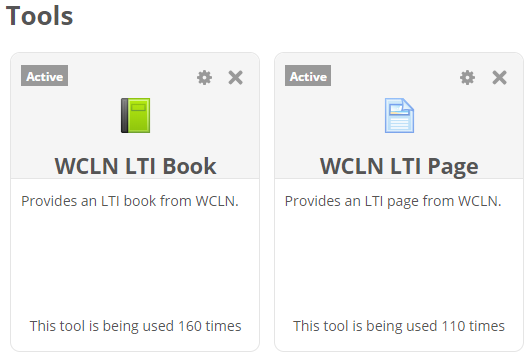 Tools
Active
WCLN LTI Book
Provides an LTI book from WCLN.
This tool is being used 160 times
Active
WCLN LTI Page
Provides an LTI page from WCLN.
This tool is being used 110 times